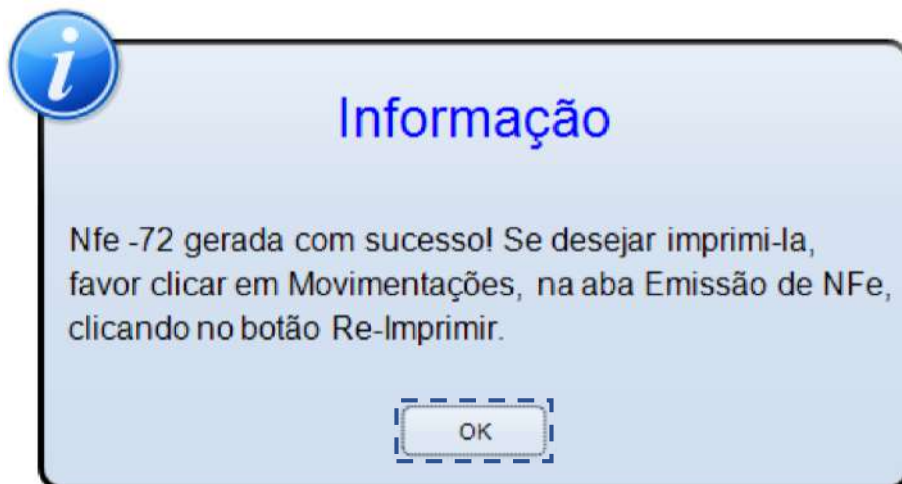 Informação
Nfe -72 gerada com sucesso! Se desejar imprimi-la,
favor clicar em Movimentações, na aba Emissão de NFe,
clicando no botão Re-Imprimir.
OK